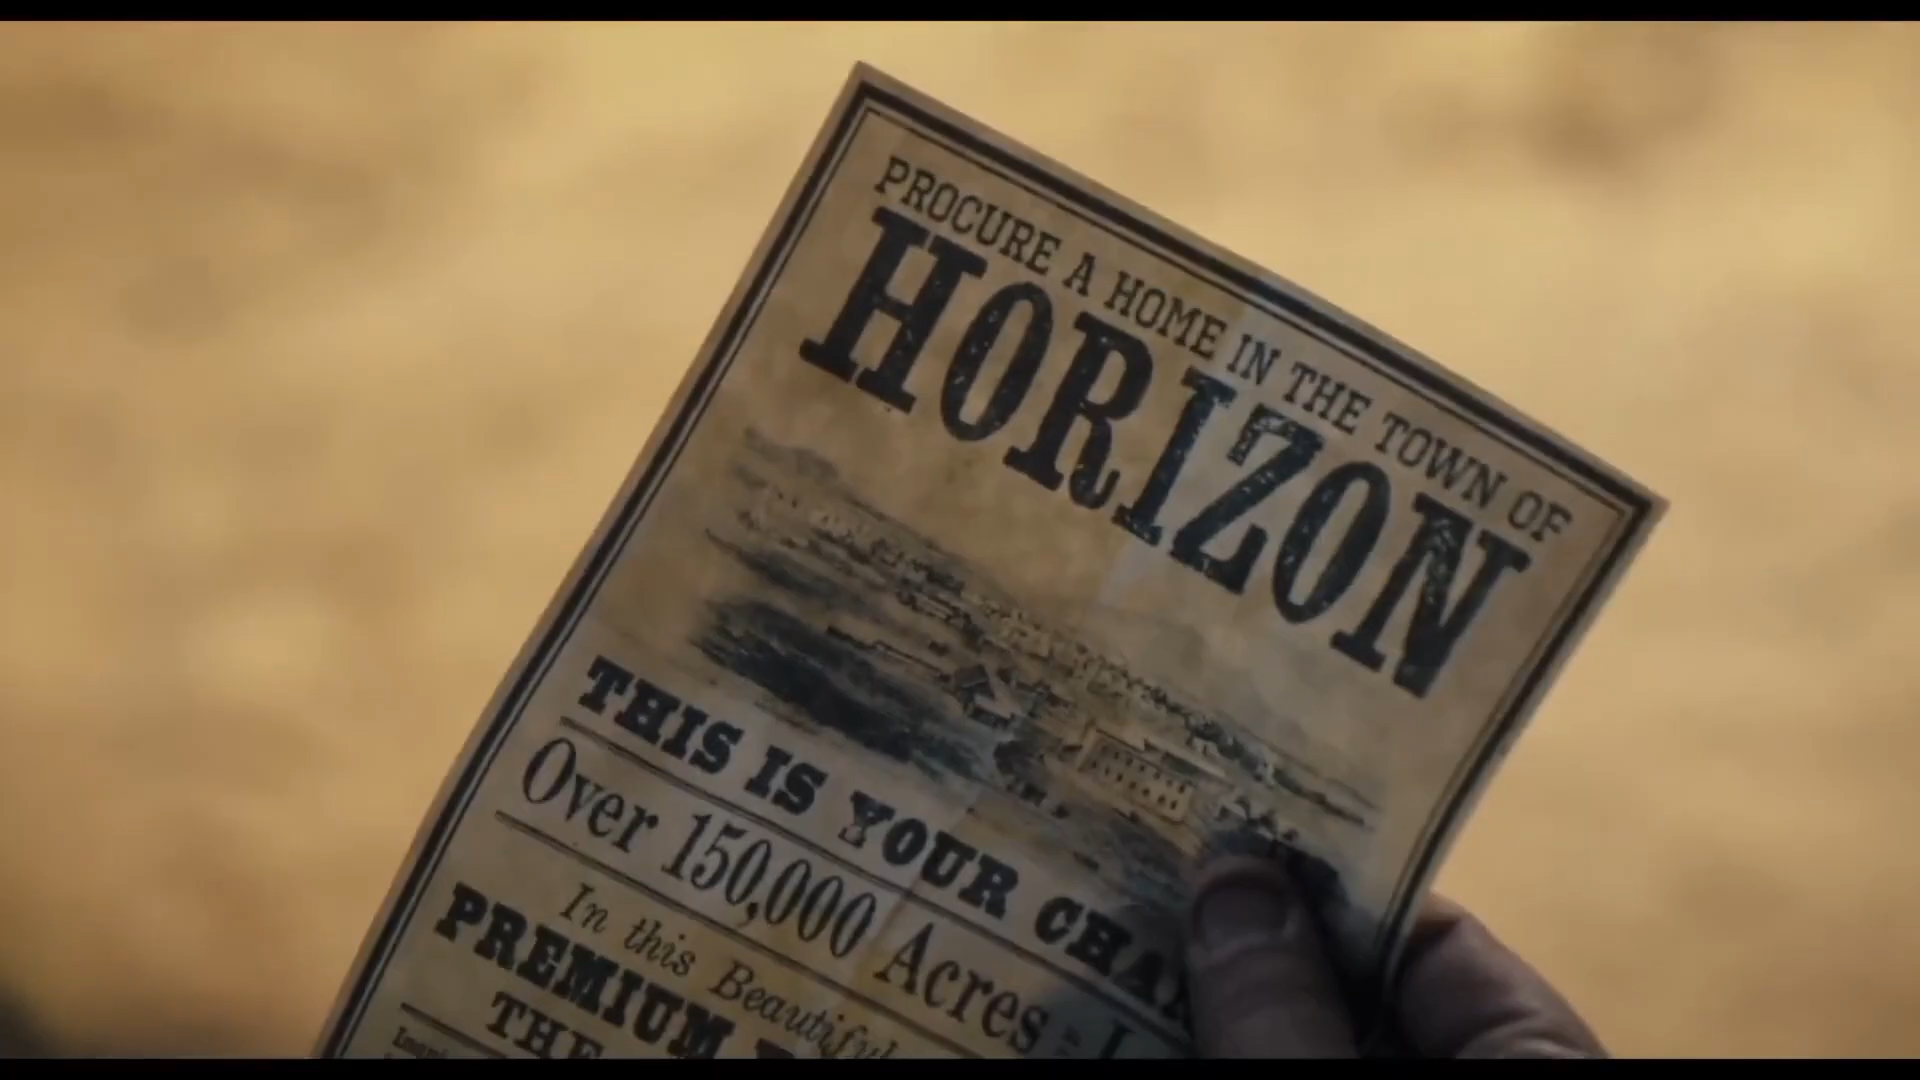 PROCURE A HOME IN THE TOWN OF
HORIZON
THIS IS YOUR
Over 150,000 Acres
In this Beautiful
PREMIUM
THE